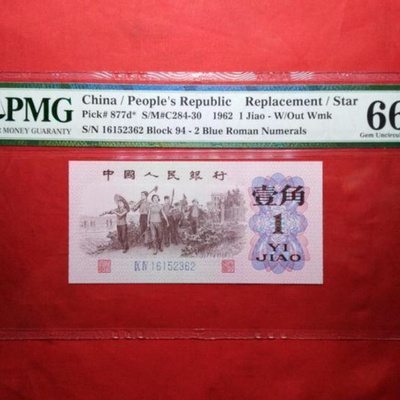 PMG
MONEY GUARANTY
China / People's Republic Replacement / Star
Pick# 877d* S/M#C284-30 1962 1 Jiao - W/Out Wmk
S/N 16152362 Block 94 - 2 Blue Roman Numerals
66
Gem Uncircul
中國人民銀行
壹角
1
YI
JIAO
IX IV 16152362